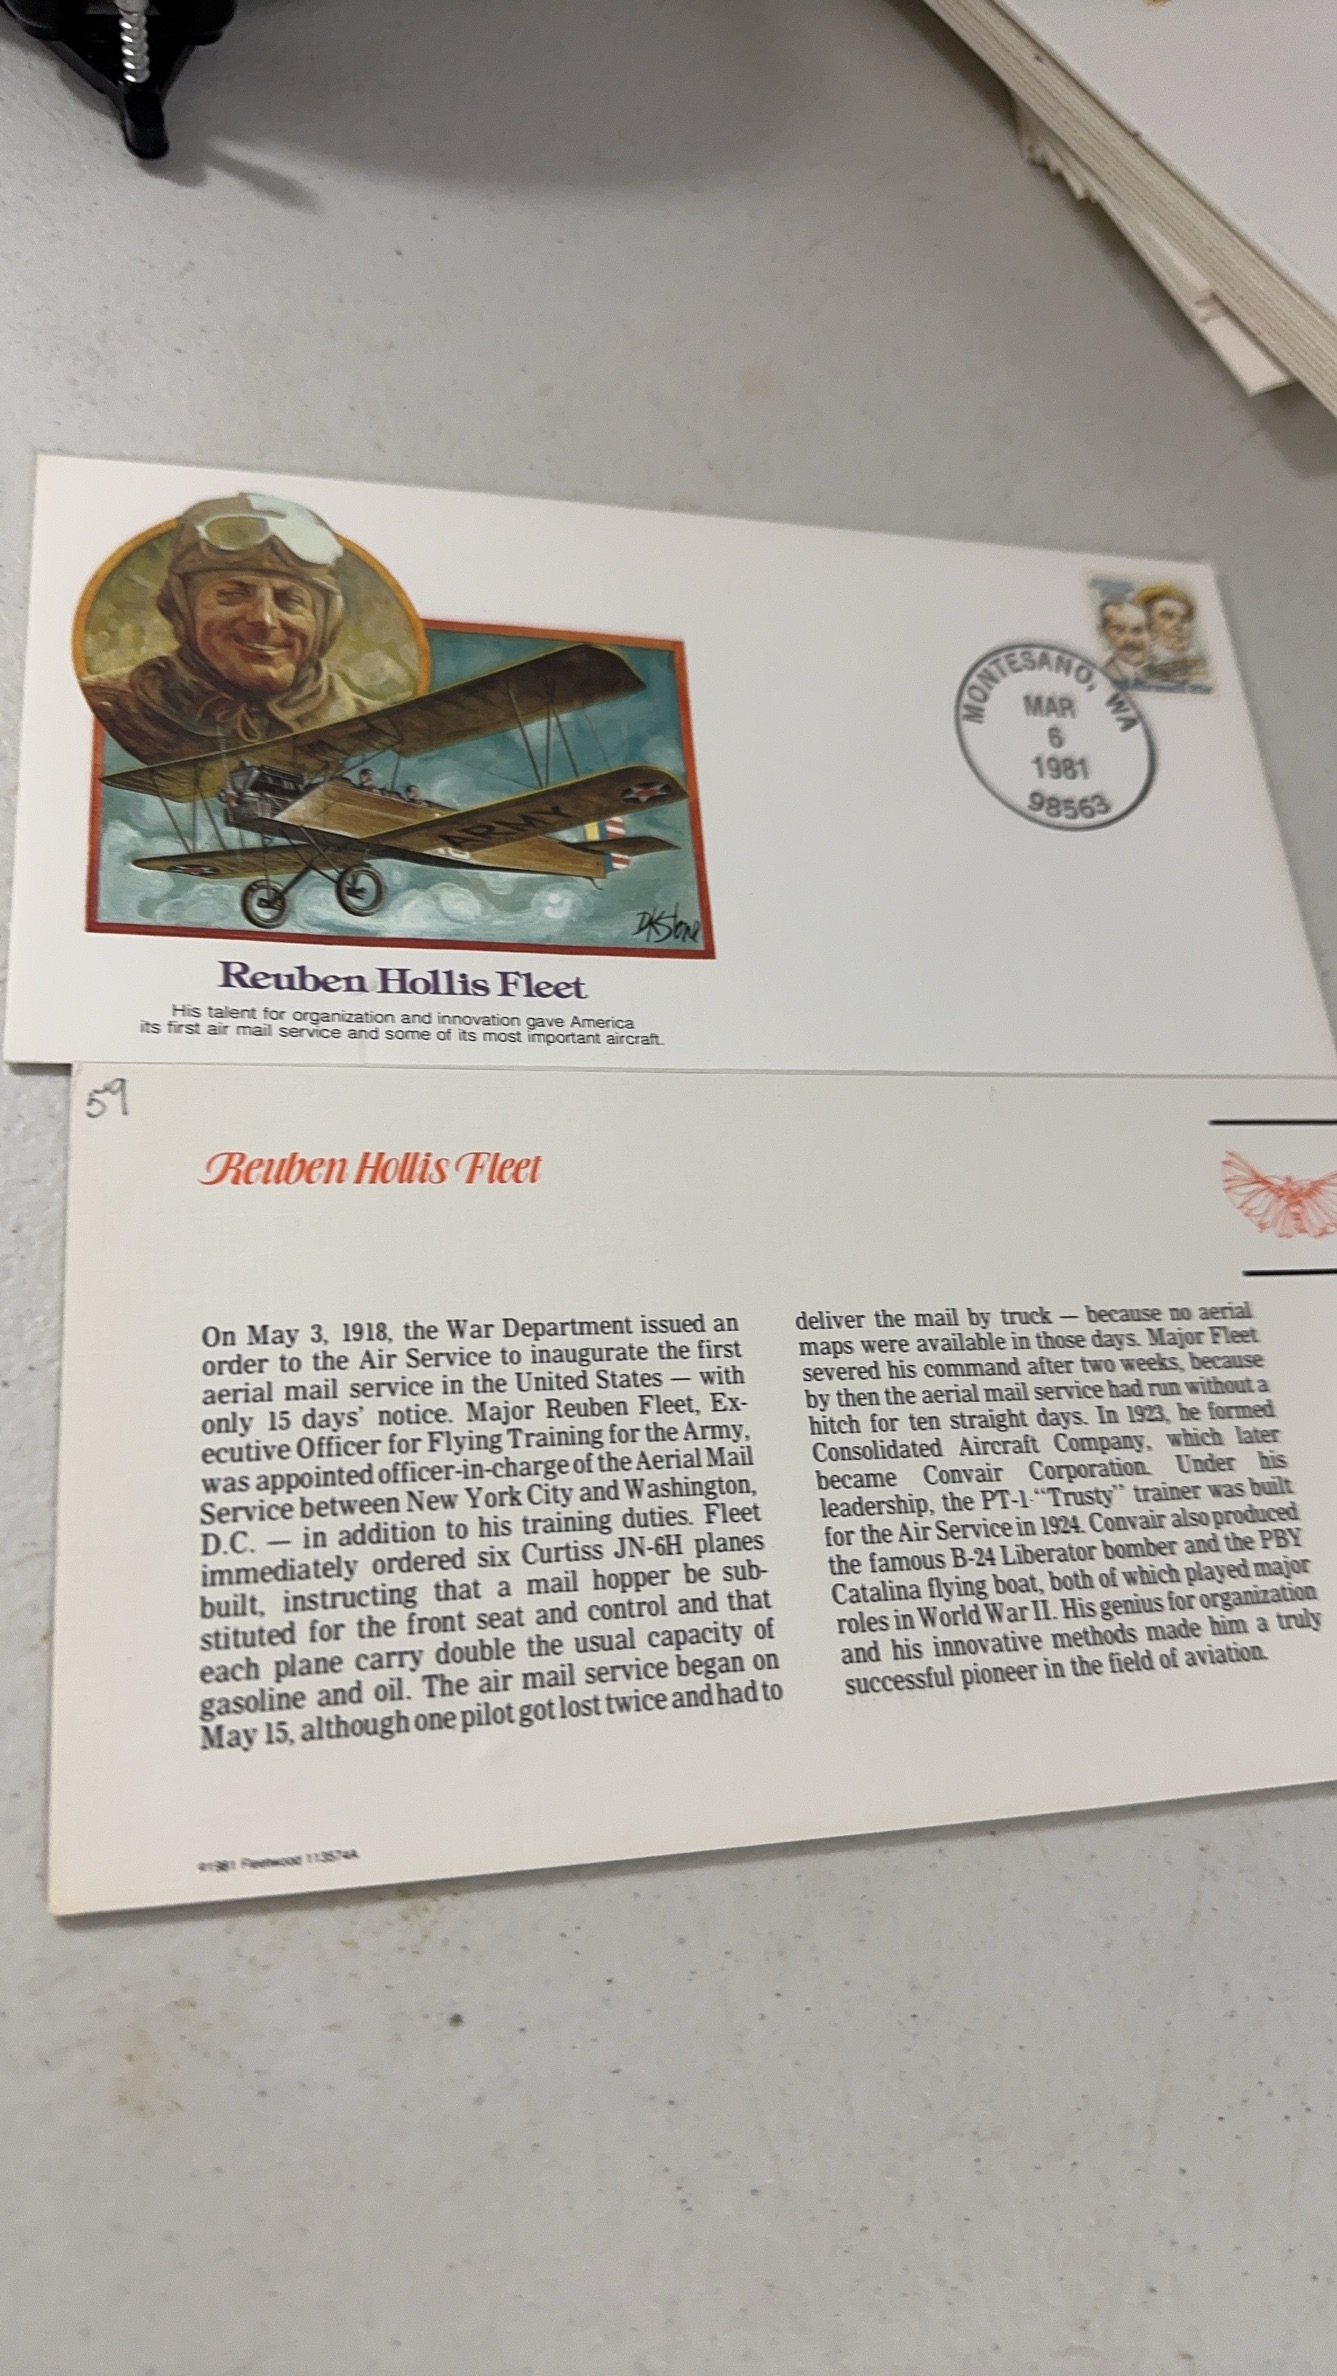 MONTESANO, WA
MAR
6
1981
98563
ARMY
DKStone
Reuben Hollis Fleet
His talent for organization and innovation gave America
its first air mail service and some of its most important aircraft.
59
Reuben Hollis Fleet
On May 3, 1918, the War Department issued an
order to the Air Service to inaugurate the first
aerial mail service in the United States — with
only 15 days' notice. Major Reuben Fleet, Ex-
ecutive Officer for Flying Training for the Army,
was appointed officer-in-charge of the Aerial Mail
Service between New York City and Washington,
D.C. — in addition to his training duties. Fleet
immediately ordered six Curtiss JN-6H planes
built, instructing that a mail hopper be sub-
stituted for the front seat and control and that
each plane carry double the usual capacity of
gasoline and oil. The air mail service began on
May 15, although one pilot got lost twice and had to
deliver the mail by truck — because no aerial
maps were available in those days. Major Fleet
severed his command after two weeks, because
by then the aerial mail service had run without a
hitch for ten straight days. In 1923, he formed
Consolidated Aircraft Company, which later
became Convair Corporation. Under his
leadership, the PT-1 "Trusty" trainer was built
for the Air Service in 1924. Convair also produced
the famous B-24 Liberator bomber and the PBY
Catalina flying boat, both of which played major
roles in World War II. His genius for organization
and his innovative methods made him a truly
successful pioneer in the field of aviation.
©1981 Fleetwood 113574A